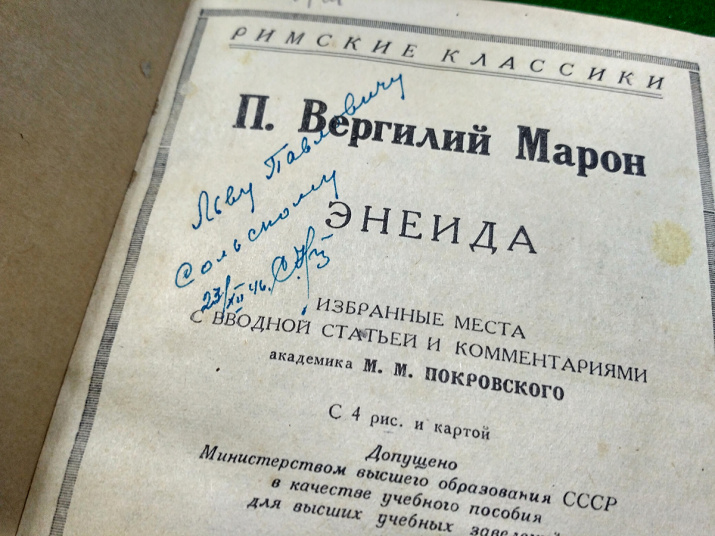 РИМСКИЕ КЛАССИКИ
П. Вергилий Марон
Льву Павловичу
Сольскому
ЭНЕИДА
23/XII 46.
ИЗБРАННЫЕ МЕСТА
С ВВОДНОЙ СТАТЬЕЙ И КОММЕНТАРИЯМИ
академика М. М. ПОКРОВСКОГО
С 4 рис. и картой
Допущено
Министерством высшего образования СССР
в качестве учебного пособия
для высших учебных